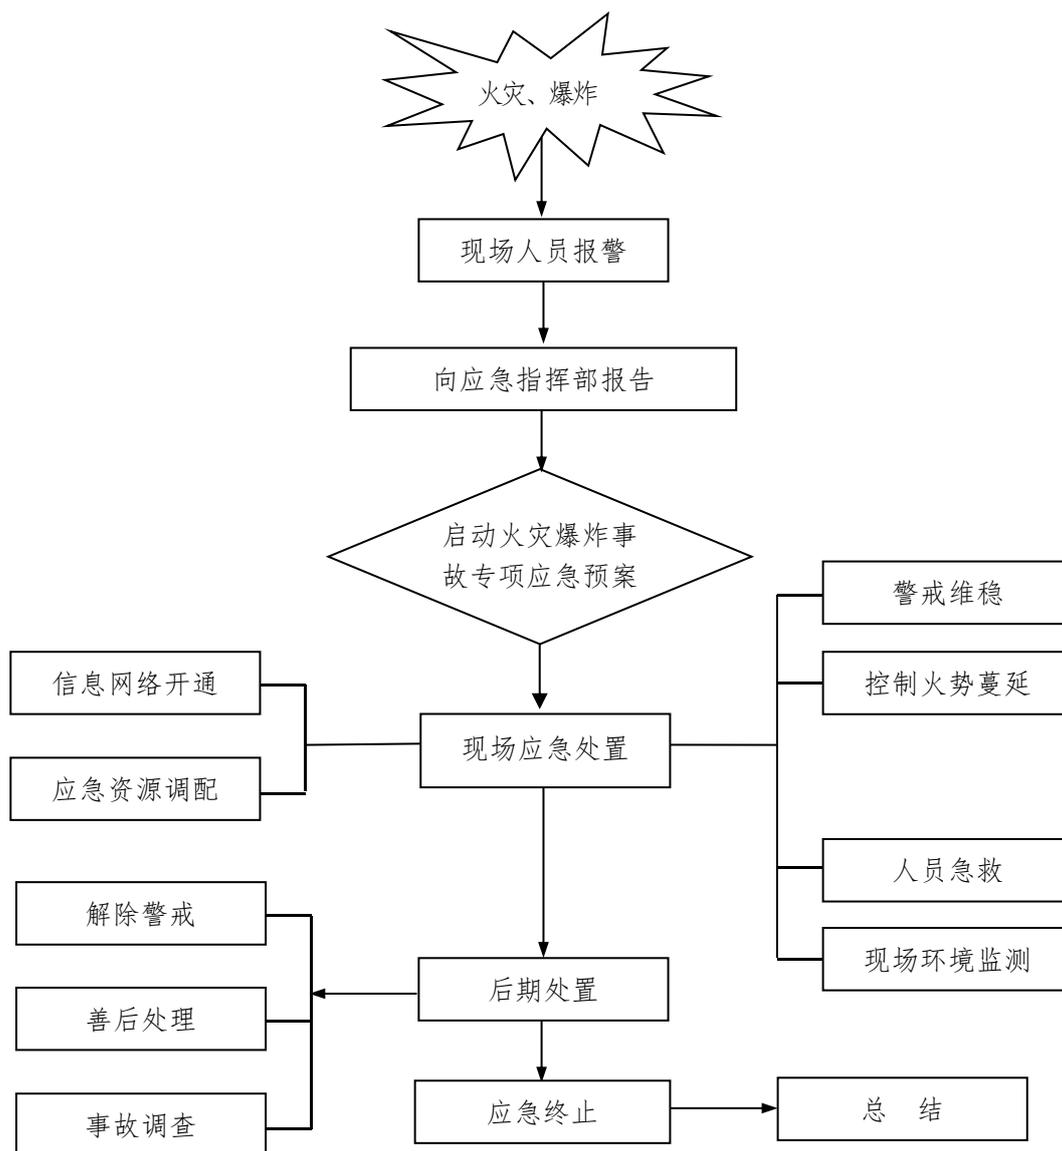 火灾、爆炸
现场人员报警
向应急指挥部报告
启动火灾爆炸事
故专项应急预案
警戒维稳
信息网络开通
控制火势蔓延
现场应急处置
应急资源调配
人员急救
解除警戒
现场环境监测
后期处置
善后处理
应急终止
总 结
事故调查